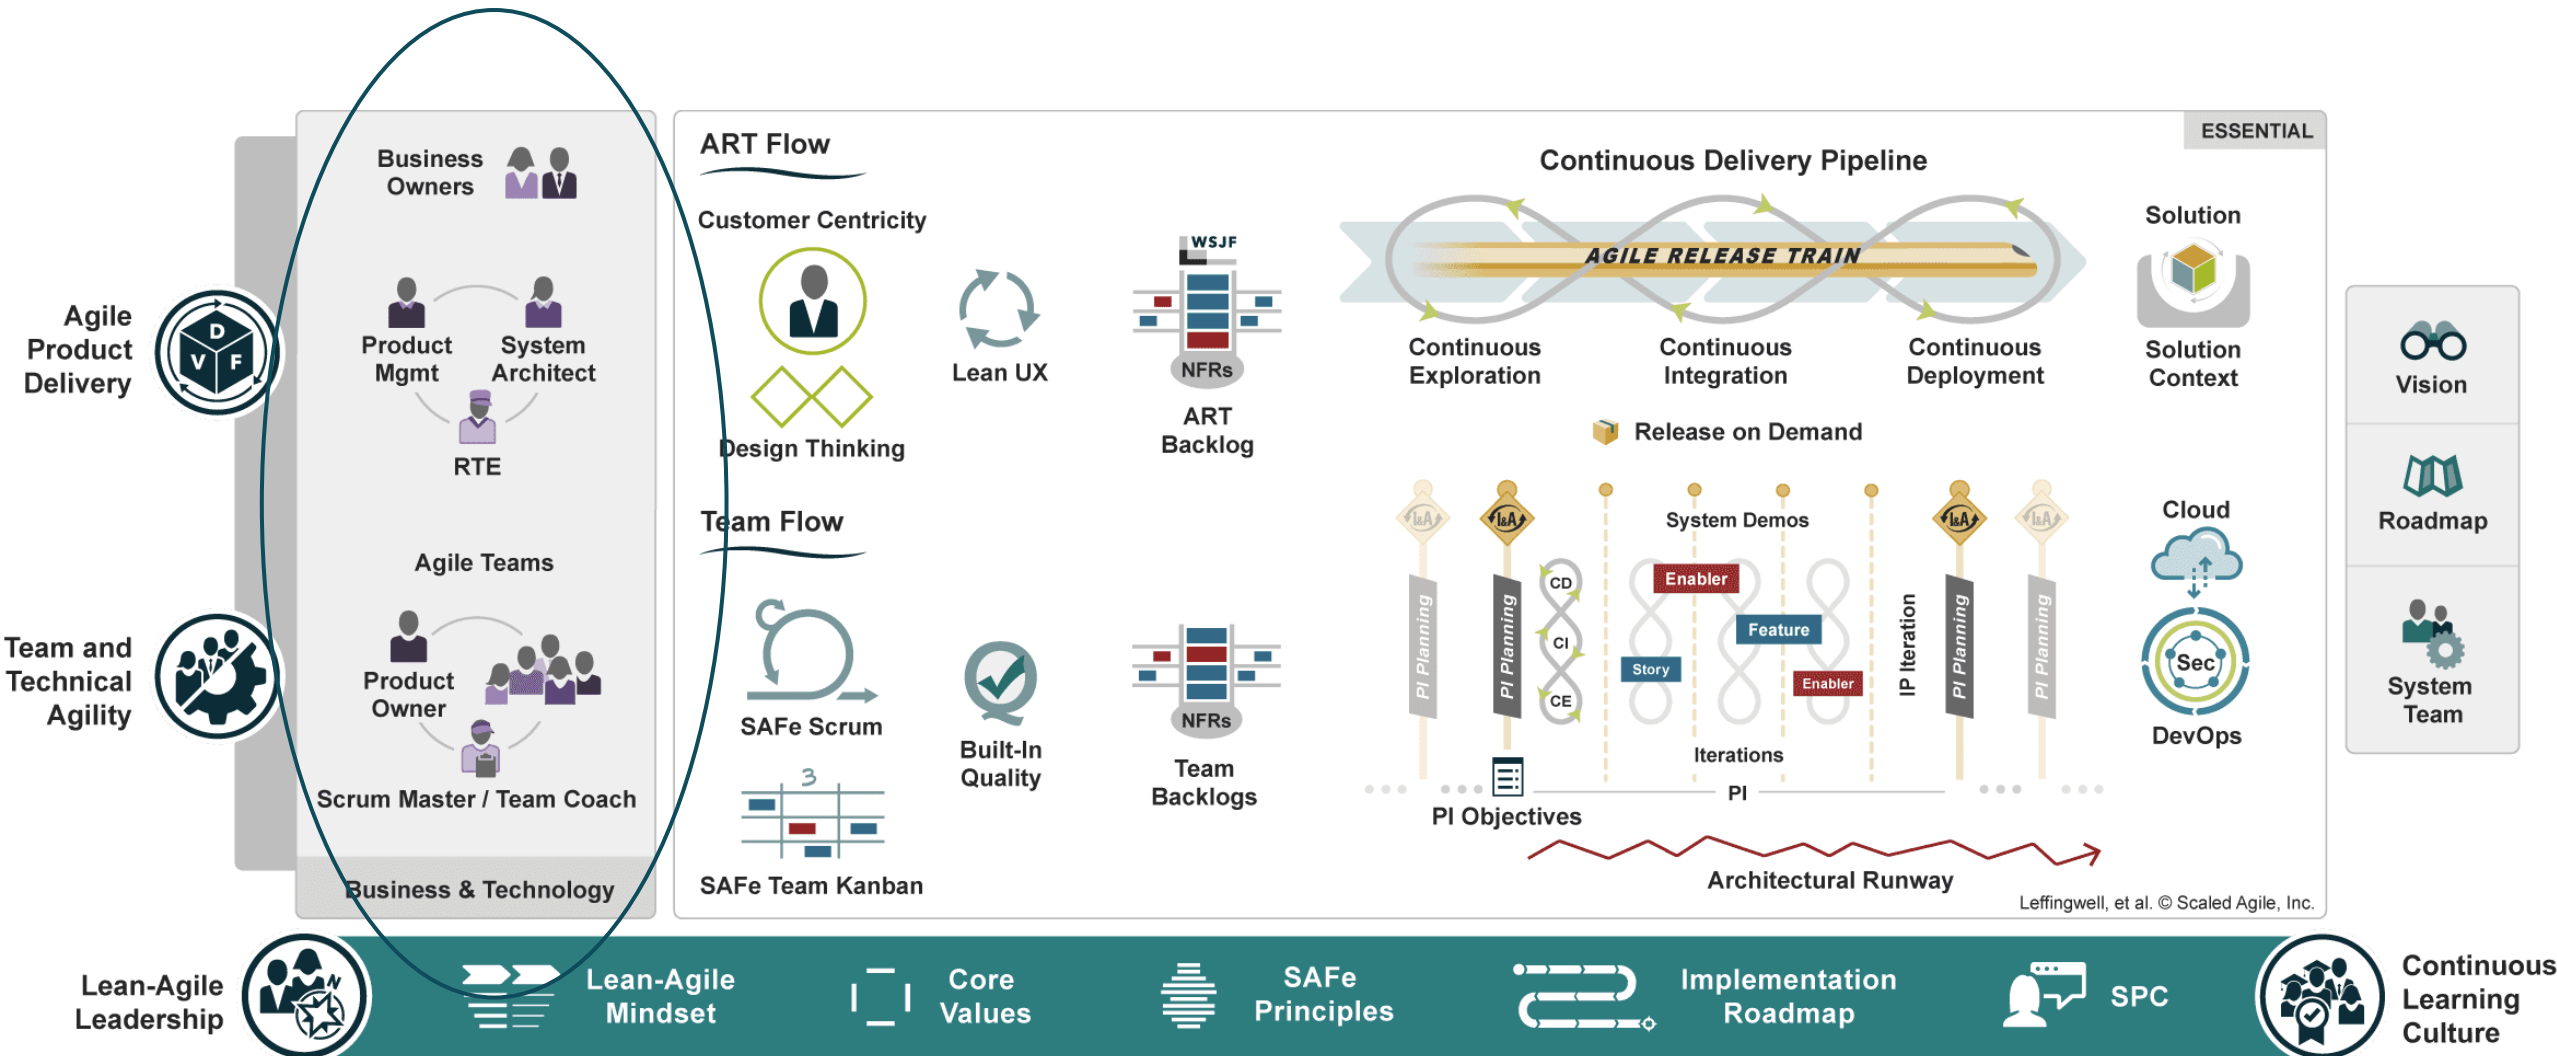 Agile
Product
Delivery
D
V F
Team and
Technical
Agility
Business
Owners
Product
Mgmt
System
Architect
RTE
Agile Teams
Product
Owner
Scrum Master / Team Coach
Business & Technology
ART Flow
Customer Centricity
Design Thinking
Lean UX
WSJF
NFRs
ART
Backlog
Team Flow
SAFe Scrum
3
SAFe Team Kanban
Built-In
Quality
NFRs
Team
Backlogs
ESSENTIAL
Continuous Delivery Pipeline
AGILE RELEASE TRAIN
Continuous
Exploration
Continuous
Integration
Continuous
Deployment
Release on Demand
Solution
Solution
Context
I&A
I&A
I&A
I&A
System Demos
PI Planning
PI Planning
CD
CI
CE
Enabler
Feature
Story
Enabler
IP Iteration
PI Planning
PI Planning
Iterations
PI
PI Objectives
Architectural Runway
Cloud
Sec
DevOps
Leffingwell, et al. © Scaled Agile, Inc.
Vision
Roadmap
System
Team
Lean-Agile
Leadership
N
Lean-Agile
Mindset
Core
Values
SAFe
Principles
Implementation
Roadmap
SPC
Continuous
Learning
Culture